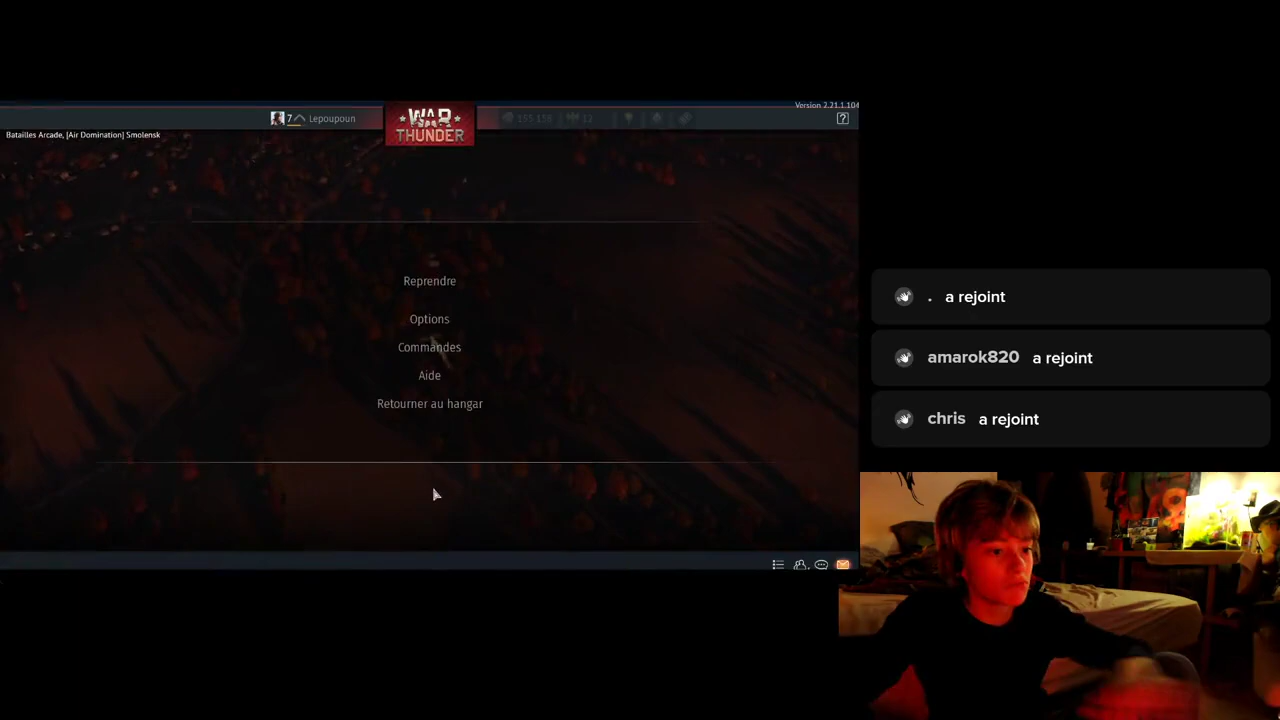 Version 2.21.1.104
7 Lepoupoun
WAR
THUNDER
12
?
Batailles Arcade, [Air Domination] Smolensk
Reprendre
Options
Commandes
Aide
Retourner au hangar
. a rejoint
amarok820 a rejoint
chris a rejoint